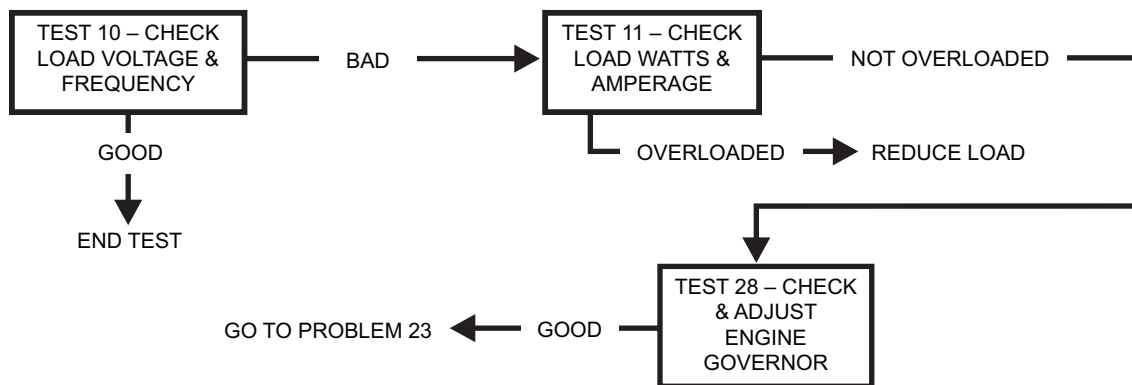 TEST 10 – CHECK
LOAD VOLTAGE &
FREQUENCY
BAD
TEST 11 – CHECK
LOAD WATTS &
AMPERAGE
NOT OVERLOADED
GOOD
END TEST
OVERLOADED
REDUCE LOAD
TEST 28 – CHECK
& ADJUST
ENGINE
GOVERNOR
GOOD
GO TO PROBLEM 23